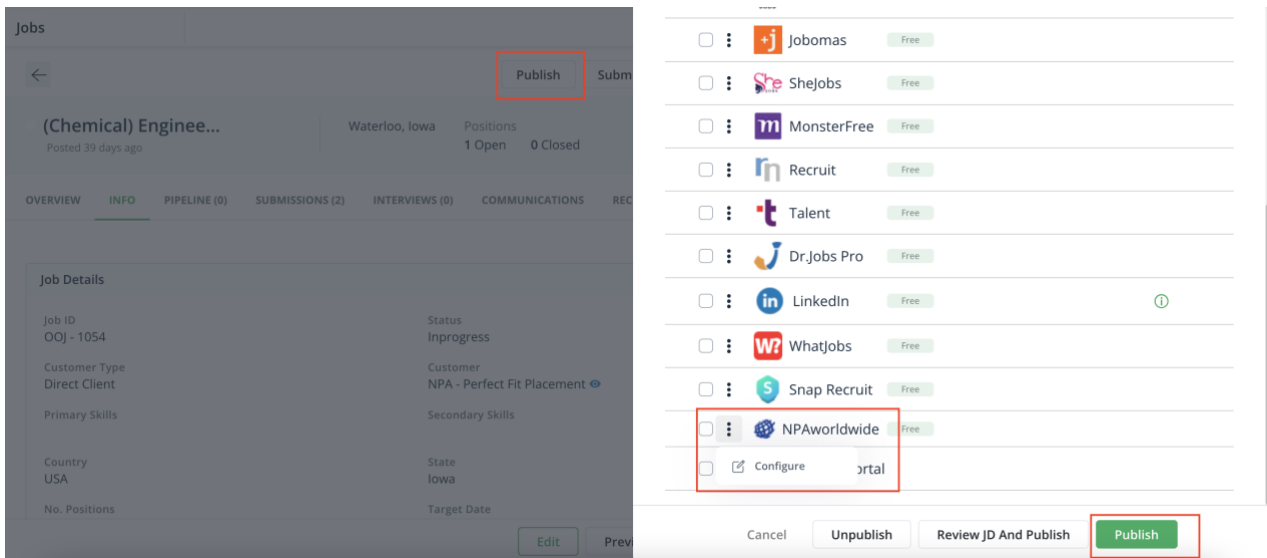 Jobs
Publish
Subm
(Chemical) Enginee...
Posted 39 days ago
Waterloo, Iowa
Positions
1 Open 0 Closed
OVERVIEW INFO PIPELINE (0) SUBMISSIONS (2) INTERVIEWS (0) COMMUNICATIONS REC
Job Details
Job ID
OOJ - 1054
Status
Inprogress
Customer Type
Direct Client
Customer
NPA - Perfect Fit Placement
Primary Skills
Secondary Skills
Country
USA
State
Iowa
No. Positions
Target Date
Edit
Previ
+j Jobomas Free
She SheJobs Free
m MonsterFree Free
rn Recruit Free
t Talent Free
Dr.Jobs Pro Free
in LinkedIn Free
W? WhatJobs Free
S Snap Recruit Free
NPAworldwide Free
Configure
ortal
Cancel Unpublish Review JD And Publish Publish